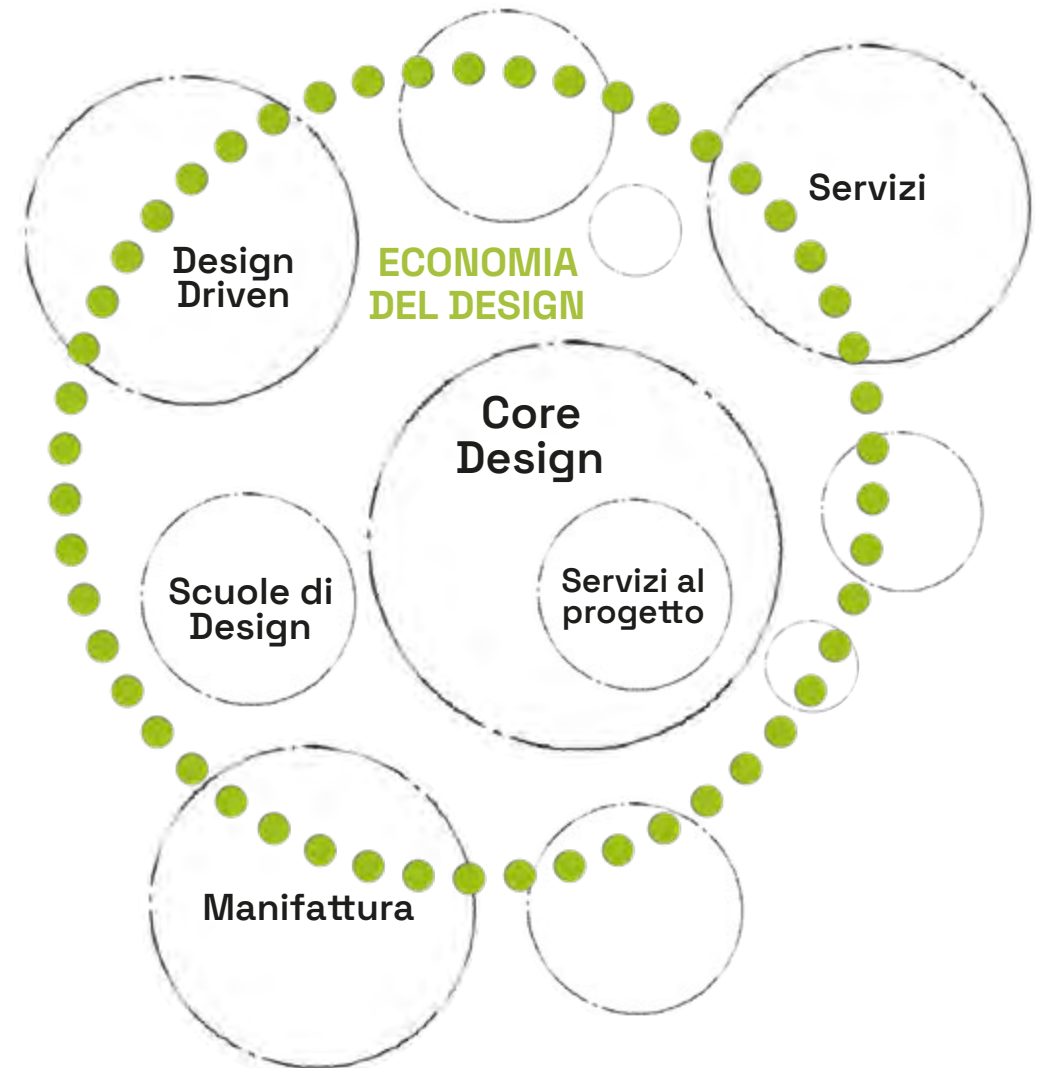 Servizi
Design
Driven
ECONOMIA
DEL DESIGN
Core
Design
Scuole di
Design
Servizi al
progetto
Manifattura